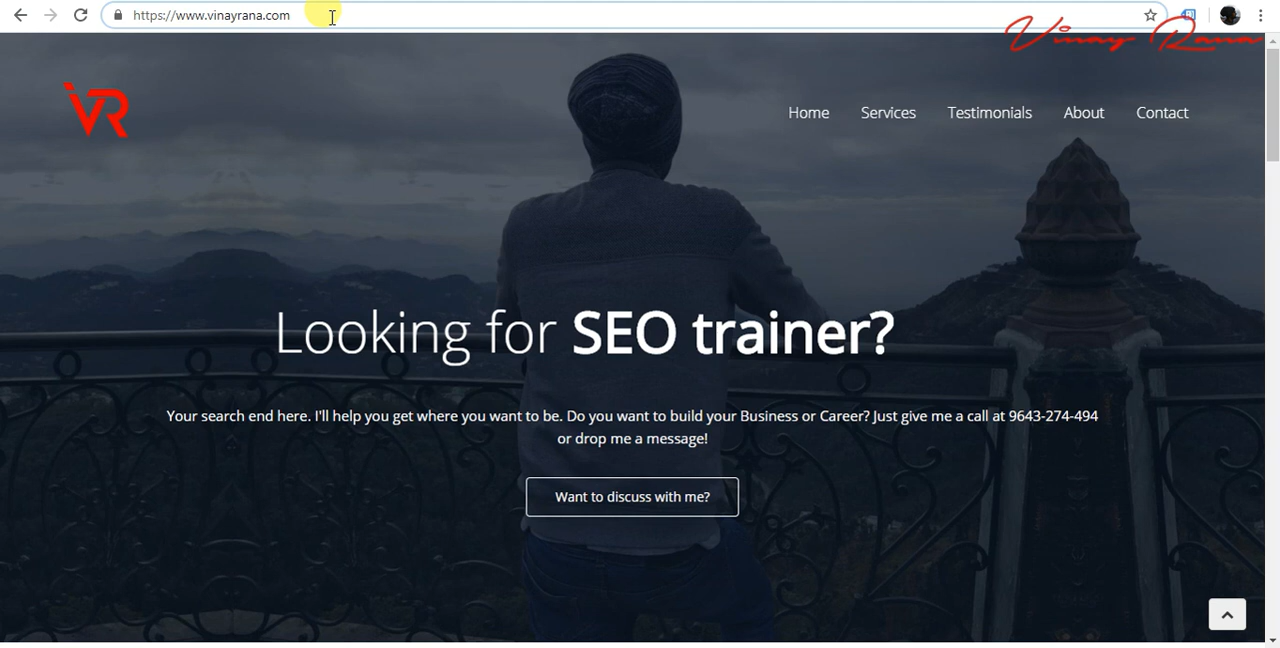 https://www.vinayrana.com
Vinay Rana
VR
Home Services Testimonials About Contact
Looking for SEO trainer?
Your search end here. I'll help you get where you want to be. Do you want to build your Business or Career? Just give me a call at 9643-274-494
or drop me a message!
Want to discuss with me?